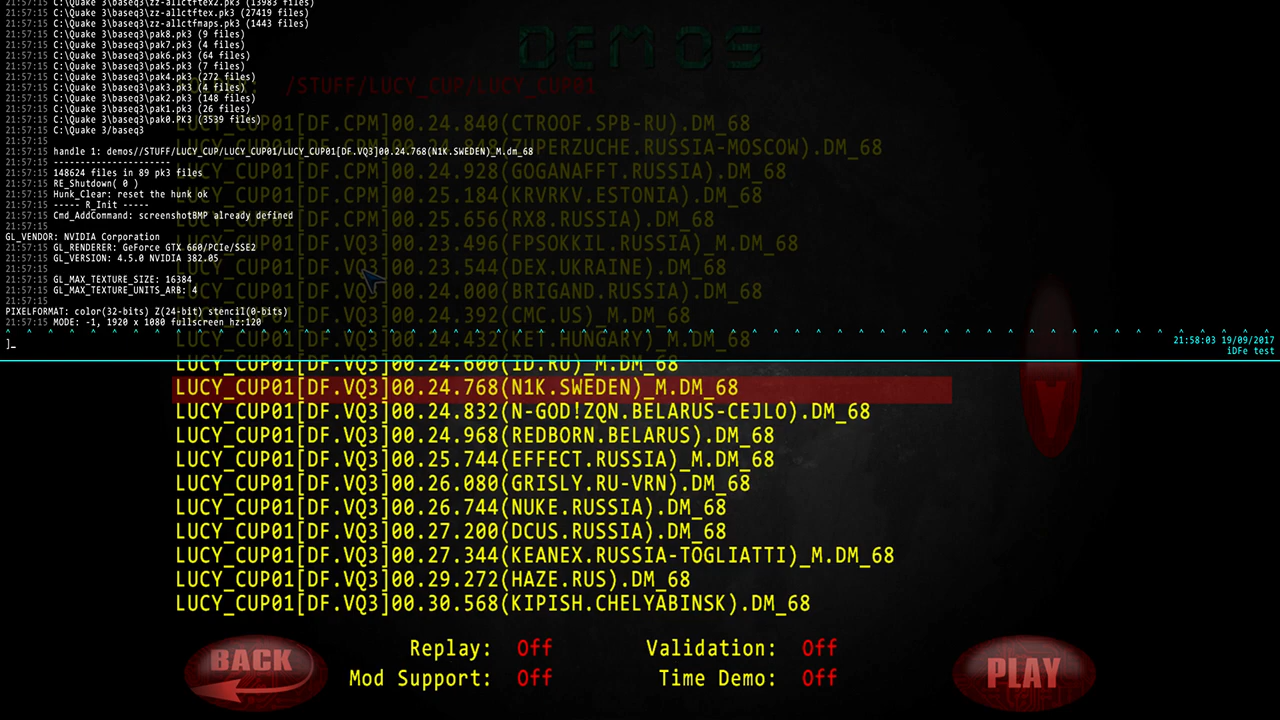 21:57:15 C:\Quake 3\baseq3\zz-allctftex2.pk3 (13983 files)
21:57:15 C:\Quake 3\baseq3\zz-allctftex.pk3 (27419 files)
21:57:15 C:\Quake 3\baseq3\zz-allctfmaps.pk3 (1443 files)
21:57:15 C:\Quake 3\baseq3\pak8.pk3 (9 files)
21:57:15 C:\Quake 3\baseq3\pak7.pk3 (4 files)
21:57:15 C:\Quake 3\baseq3\pak6.pk3 (64 files)
21:57:15 C:\Quake 3\baseq3\pak5.pk3 (7 files)
21:57:15 C:\Quake 3\baseq3\pak4.pk3 (272 files)
21:57:15 C:\Quake 3\baseq3\pak3.pk3 (4 files)
21:57:15 C:\Quake 3\baseq3\pak2.pk3 (148 files)
21:57:15 C:\Quake 3\baseq3\pak1.pk3 (26 files)
21:57:15 C:\Quake 3\baseq3\pak0.PK3 (3539 files)
21:57:15 C:\Quake 3/baseq3
21:57:15
21:57:15 handle 1: demos//STUFF/LUCY_CUP/LUCY_CUP01/LUCY_CUP01[DF.VQ3]00.24.768(N1K.SWEDEN)_M.dm_68
21:57:15 ----------------------
21:57:15 148624 files in 89 pk3 files
21:57:15 RE_Shutdown( 0 )
21:57:15 Hunk_Clear: reset the hunk ok
21:57:15 ----- R_Init -----
21:57:15 Cmd_AddCommand: screenshotBMP already defined
21:57:15
GL_VENDOR: NVIDIA Corporation
21:57:15 GL_RENDERER: GeForce GTX 660/PCIe/SSE2
21:57:15 GL_VERSION: 4.5.0 NVIDIA 382.05
21:57:15
21:57:15 GL_MAX_TEXTURE_SIZE: 16384
21:57:15 GL_MAX_TEXTURE_UNITS_ARB: 4
21:57:15
PIXELFORMAT: color(32-bits) Z(24-bit) stencil(0-bits)
21:57:15 MODE: -1, 1920 x 1080 fullscreen hz:120
]_
21:58:03 19/09/2017
iDFe test
DEMOS
/STUFF/LUCY_CUP/LUCY_CUP01
LUCY_CUP01[DF.CPM]00.24.840(CTROOF.SPB-RU).DM_68
(ZUPERZUCHE.RUSSIA-MOSCOW).DM_68
LUCY_CUP01[DF.CPM]00.24.928(GOGANAFFT.RUSSIA).DM_68
LUCY_CUP01[DF.CPM]00.25.184(KRVRKV.ESTONIA).DM_68
LUCY_CUP01[DF.CPM]00.25.656(RX8.RUSSIA).DM_68
LUCY_CUP01[DF.VQ3]00.23.496(FPSOKKIL.RUSSIA)_M.DM_68
LUCY_CUP01[DF.VQ3]00.23.544(DEX.UKRAINE).DM_68
LUCY_CUP01[DF.VQ3]00.24.000(BRIGAND.RUSSIA).DM_68
LUCY_CUP01[DF.VQ3]00.24.392(CMC.US)_M.DM_68
LUCY_CUP01[DF.VQ3]00.24.432(KET.HUNGARY)_M.DM_68
LUCY_CUP01[DF.VQ3]00.24.600(ID.RU)_M.DM_68
LUCY_CUP01[DF.VQ3]00.24.768(N1K.SWEDEN)_M.DM_68
LUCY_CUP01[DF.VQ3]00.24.832(N-GOD!ZQN.BELARUS-CEJLO).DM_68
LUCY_CUP01[DF.VQ3]00.24.968(REDBORN.BELARUS).DM_68
LUCY_CUP01[DF.VQ3]00.25.744(EFFECT.RUSSIA)_M.DM_68
LUCY_CUP01[DF.VQ3]00.26.080(GRISLY.RU-VRN).DM_68
LUCY_CUP01[DF.VQ3]00.26.744(NUKE.RUSSIA).DM_68
LUCY_CUP01[DF.VQ3]00.27.200(DCUS.RUSSIA).DM_68
LUCY_CUP01[DF.VQ3]00.27.344(KEANEX.RUSSIA-TOGLIATTI)_M.DM_68
LUCY_CUP01[DF.VQ3]00.29.272(HAZE.RUS).DM_68
LUCY_CUP01[DF.VQ3]00.30.568(KIPISH.CHELYABINSK).DM_68
BACK
Replay: Off
Validation: Off
Mod Support: Off
Time Demo: Off
PLAY